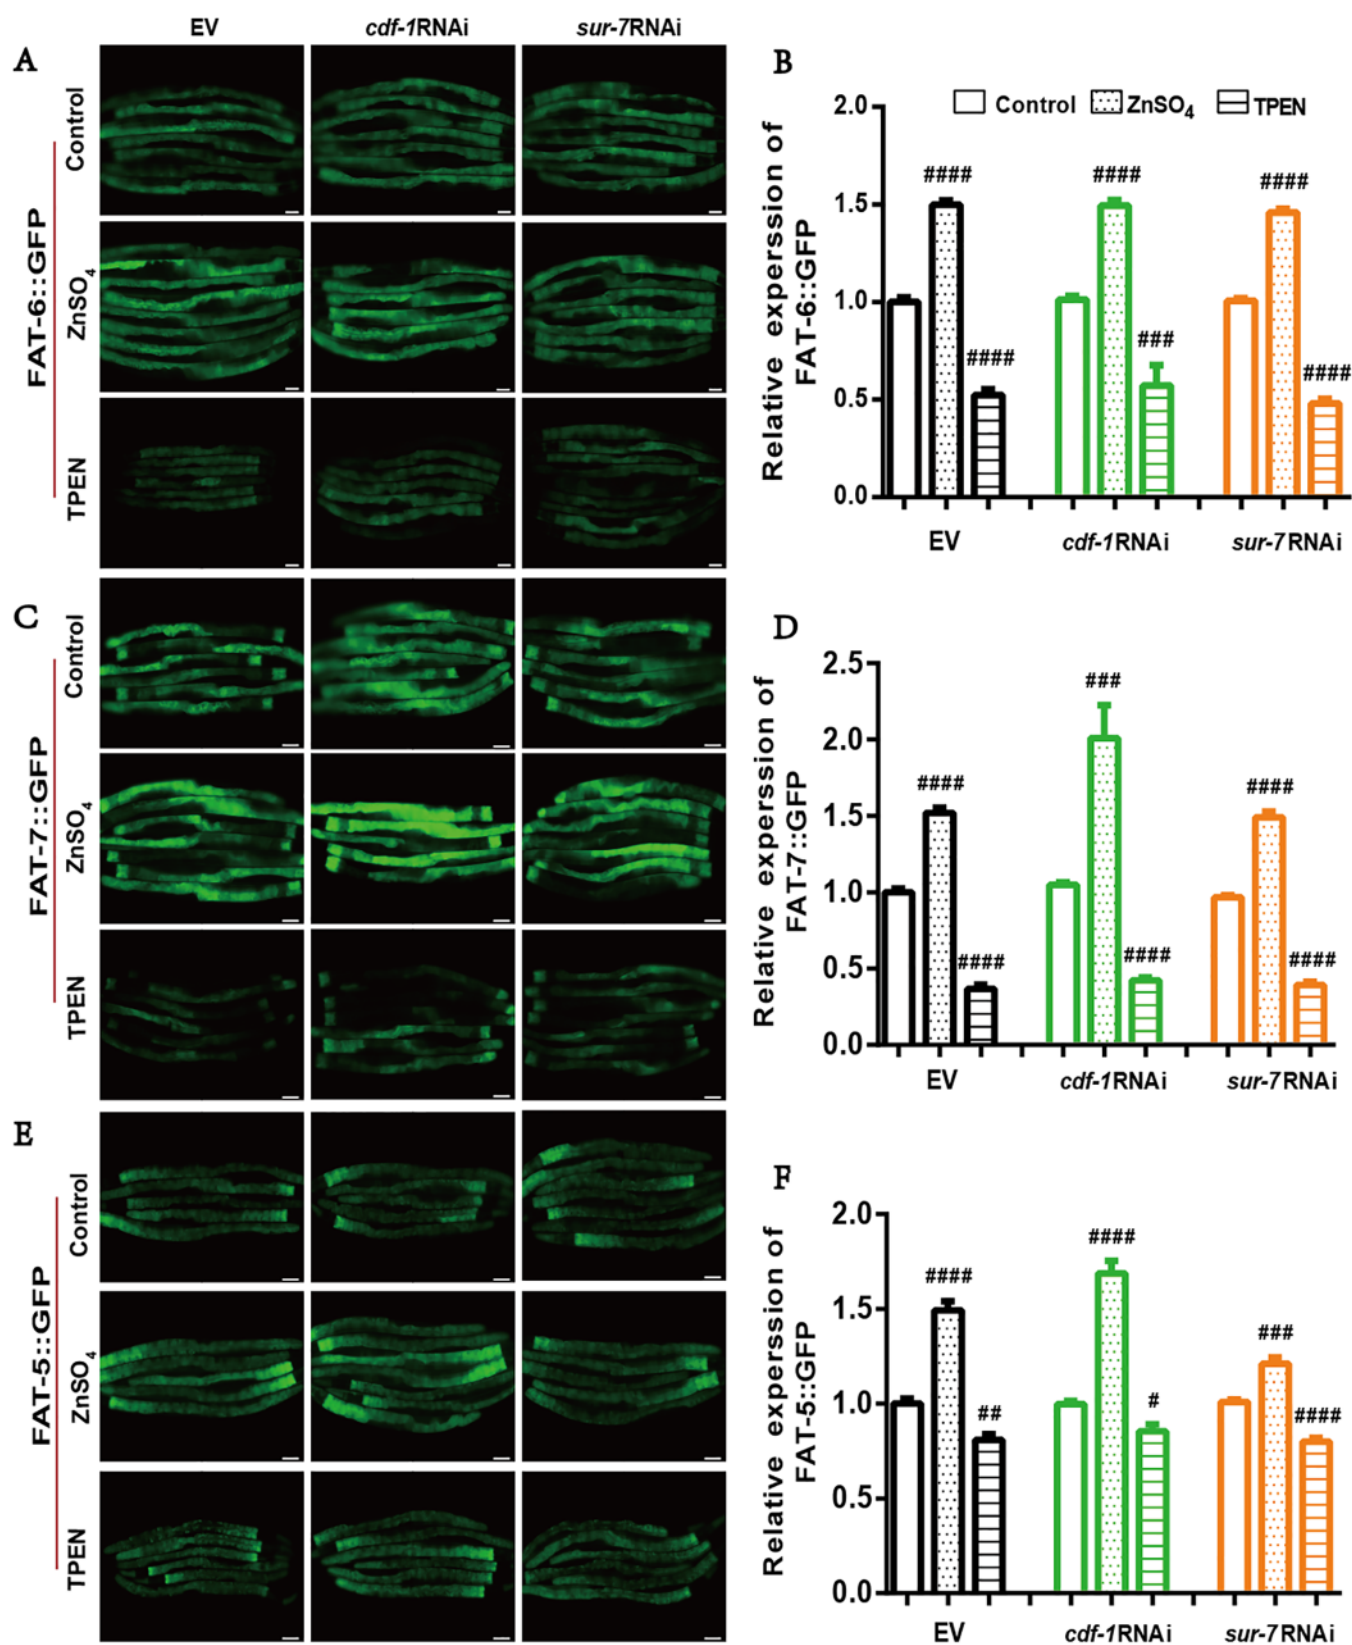 EV cdf-1RNAi sur-7RNAi
A
Control
ZnSO4
TPEN
FAT-6::GFP
B
Control ZnSO4 TPEN
Relative experssion of
FAT-6::GFP
2.0
1.5
1.0
0.5
0.0
#### #### #### ### #### ####
EV cdf-1RNAi sur-7RNAi
C
Control
ZnSO4
TPEN
FAT-7::GFP
D
Relative experssion of
FAT-7::GFP
2.5
2.0
1.5
1.0
0.5
0.0
#### #### ### #### #### ####
EV cdf-1RNAi sur-7RNAi
E
Control
ZnSO4
TPEN
FAT-5::GFP
F
Relative experssion of
FAT-5::GFP
2.0
1.5
1.0
0.5
0.0
#### ## #### # ### ####
EV cdf-1RNAi sur-7RNAi